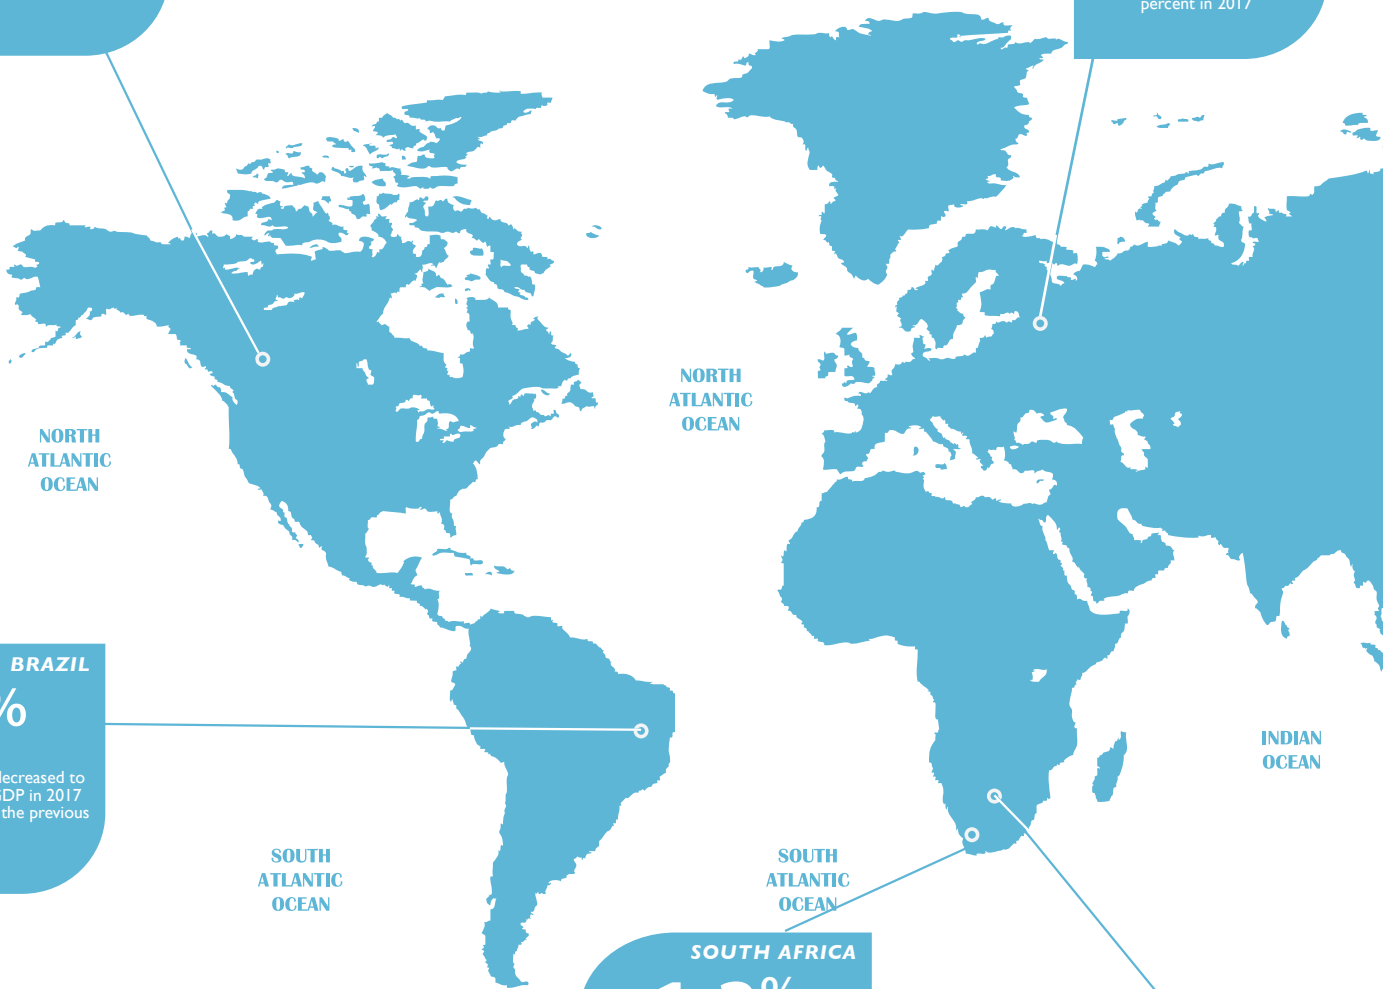 percent in 2017
NORTH
ATLANTIC
OCEAN
NORTH
ATLANTIC
OCEAN
BRAZIL
%
decreased to
GDP in 2017
the previous
INDIAN
OCEAN
SOUTH
ATLANTIC
OCEAN
SOUTH
ATLANTIC
OCEAN
SOUTH AFRICA
%